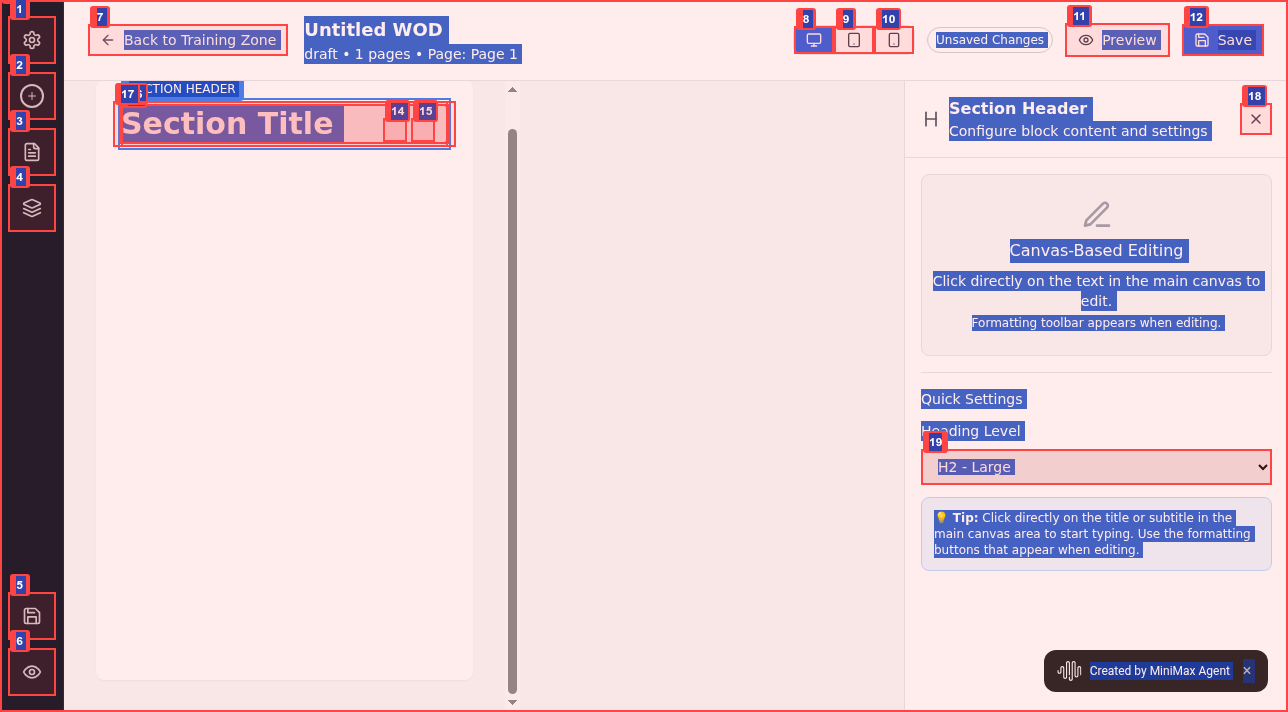 1
2
3
4
5
6
7
Back to Training Zone
Untitled WOD
draft • 1 pages • Page: Page 1
8
9
10
Unsaved Changes
11
Preview
12
Save
17
CTION HEADER
Section Title
14
15
Section Header
Configure block content and settings
18
Canvas-Based Editing
Click directly on the text in the main canvas to
edit.
Formatting toolbar appears when editing.
Quick Settings
Heading Level
19
H2 - Large
💡 Tip: Click directly on the title or subtitle in the
main canvas area to start typing. Use the formatting
buttons that appear when editing.
Created by MiniMax Agent ×